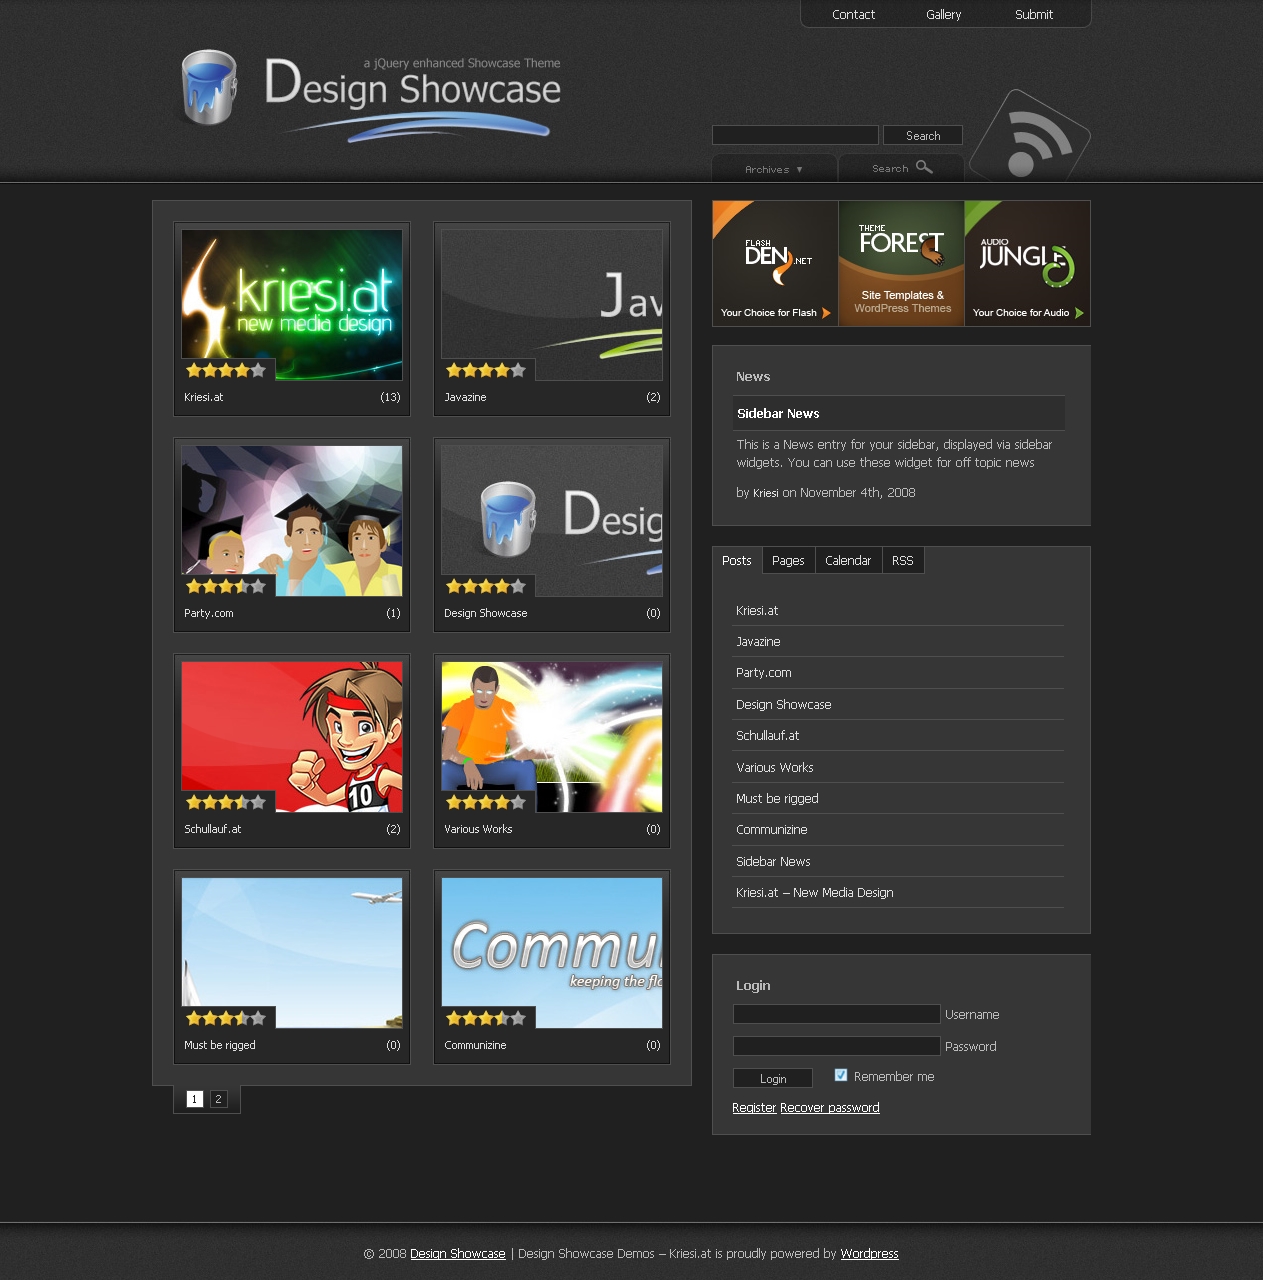 Contact Gallery Submit
a jQuery enhanced Showcase Theme
Design Showcase
Search
Archives ▼ Search
kriesi.at
new media design
Kriesi.at (13)
Jav
Javazine (2)
Party.com (1)
Desig
Design Showcase (0)
10
Schullauf.at (2)
Various Works (0)
Must be rigged (0)
Commu
keeping the flo
Communizine (0)
1 2
FLASH
DEN.NET
Your Choice for Flash
THEME
FOREST
Site Templates &
WordPress Themes
AUDIO
JUNGLE
Your Choice for Audio
News
Sidebar News
This is a News entry for your sidebar, displayed via sidebar
widgets. You can use these widget for off topic news
by Kriesi on November 4th, 2008
Posts Pages Calendar RSS
Kriesi.at
Javazine
Party.com
Design Showcase
Schullauf.at
Various Works
Must be rigged
Communizine
Sidebar News
Kriesi.at – New Media Design
Login
Username
Password
Login Remember me
Register Recover password
© 2008 Design Showcase | Design Showcase Demos – Kriesi.at is proudly powered by Wordpress